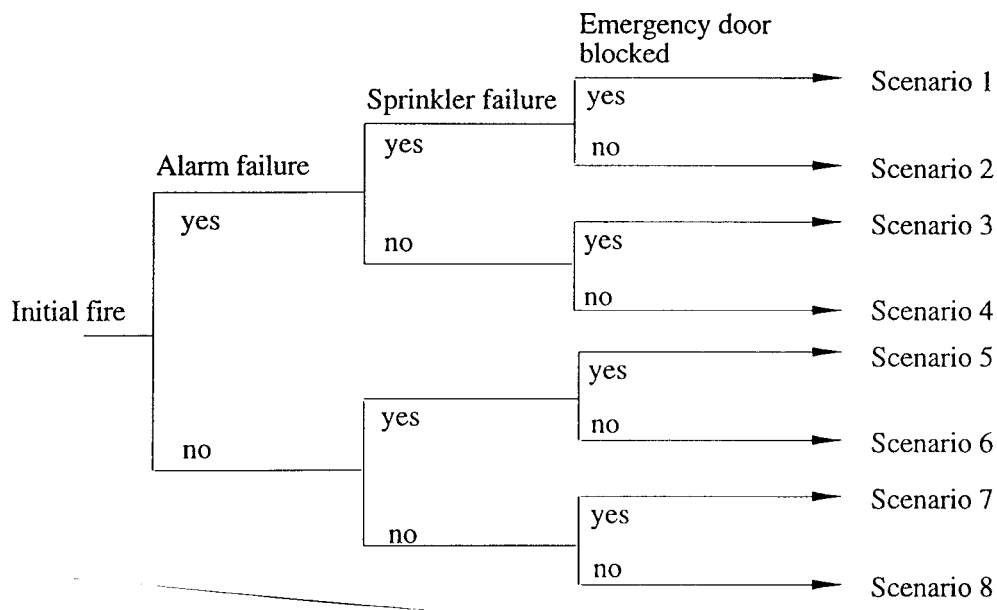 Emergency door
blocked
Scenario 1
Sprinkler failure
yes
yes
no
Alarm failure
Scenario 2
yes
Scenario 3
no
yes
no
Initial fire
Scenario 4
Scenario 5
yes
yes
no
no
Scenario 6
Scenario 7
yes
no
no
Scenario 8